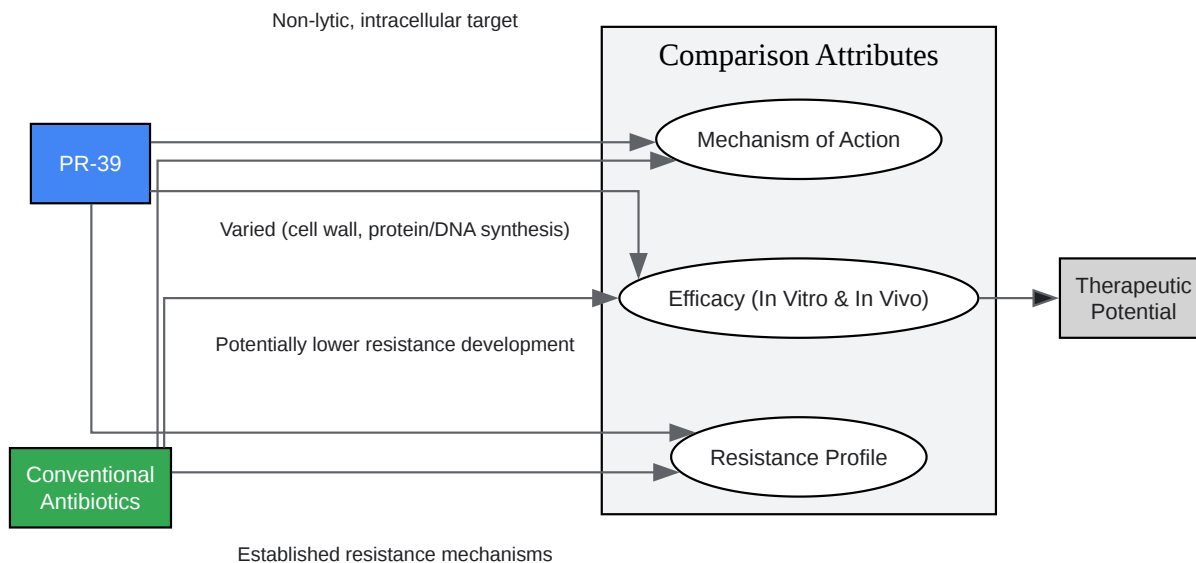 Non-lytic, intracellular target
Comparison Attributes
Mechanism of Action
PR-39
Varied (cell wall, protein/DNA synthesis)
Efficacy (In Vitro & In Vivo)
Therapeutic
Potential
Potentially lower resistance development
Resistance Profile
Conventional
Antibiotics
Established resistance mechanisms